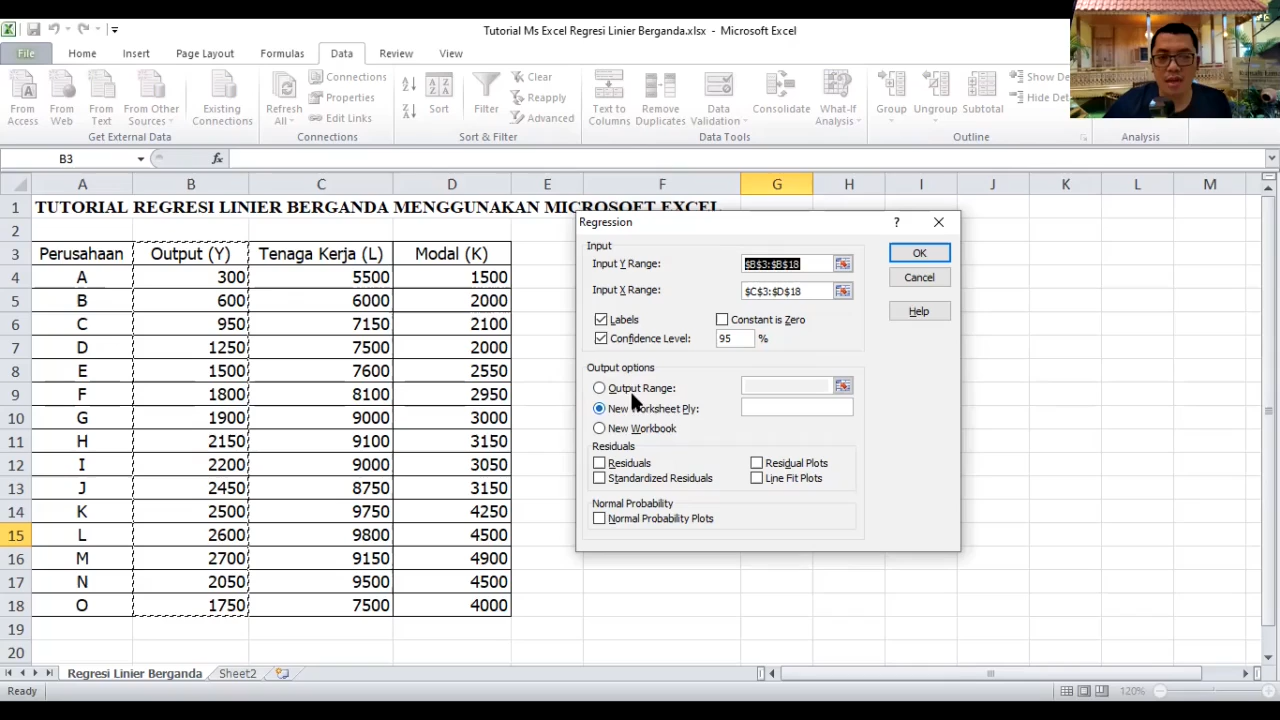 Tutorial Ms Excel Regresi Linier Berganda.xlsx - Microsoft Excel
File Home Insert Page Layout Formulas Data Review View
From Access
From Web
From Text
From Other Sources
Existing Connections
Get External Data
Refresh All
Connections
Properties
Edit Links
Connections
Sort
Filter
Clear
Reapply
Advanced
Sort & Filter
Text to Columns
Remove Duplicates
Data Validation
Consolidate
What-If Analysis
Data Tools
Group
Ungroup
Subtotal
Show De
Hide Det
Outline
Analysis
B3
fx
A B C D E F G H I J K L M
1 TUTORIAL REGRESI LINIER BERGANDA MENGGUNAKAN MICROSOFT EXCEL
2
3 Perusahaan Output (Y) Tenaga Kerja (L) Modal (K)
4 A 300 5500 1500
5 B 600 6000 2000
6 C 950 7150 2100
7 D 1250 7500 2000
8 E 1500 7600 2550
9 F 1800 8100 2950
10 G 1900 9000 3000
11 H 2150 9100 3150
12 I 2200 9000 3050
13 J 2450 8750 3150
14 K 2500 9750 4250
15 L 2600 9800 4500
16 M 2700 9150 4900
17 N 2050 9500 4500
18 O 1750 7500 4000
19
20
Regression
?
Input
Input Y Range: $B$3:$B$18
Input X Range: $C$3:$D$18
Labels Constant is Zero
Confidence Level: 95 %
Output options
Output Range:
New Worksheet Ply:
New Workbook
Residuals
Residuals Residual Plots
Standardized Residuals Line Fit Plots
Normal Probability
Normal Probability Plots
OK
Cancel
Help
Regresi Linier Berganda Sheet2
Ready
120%